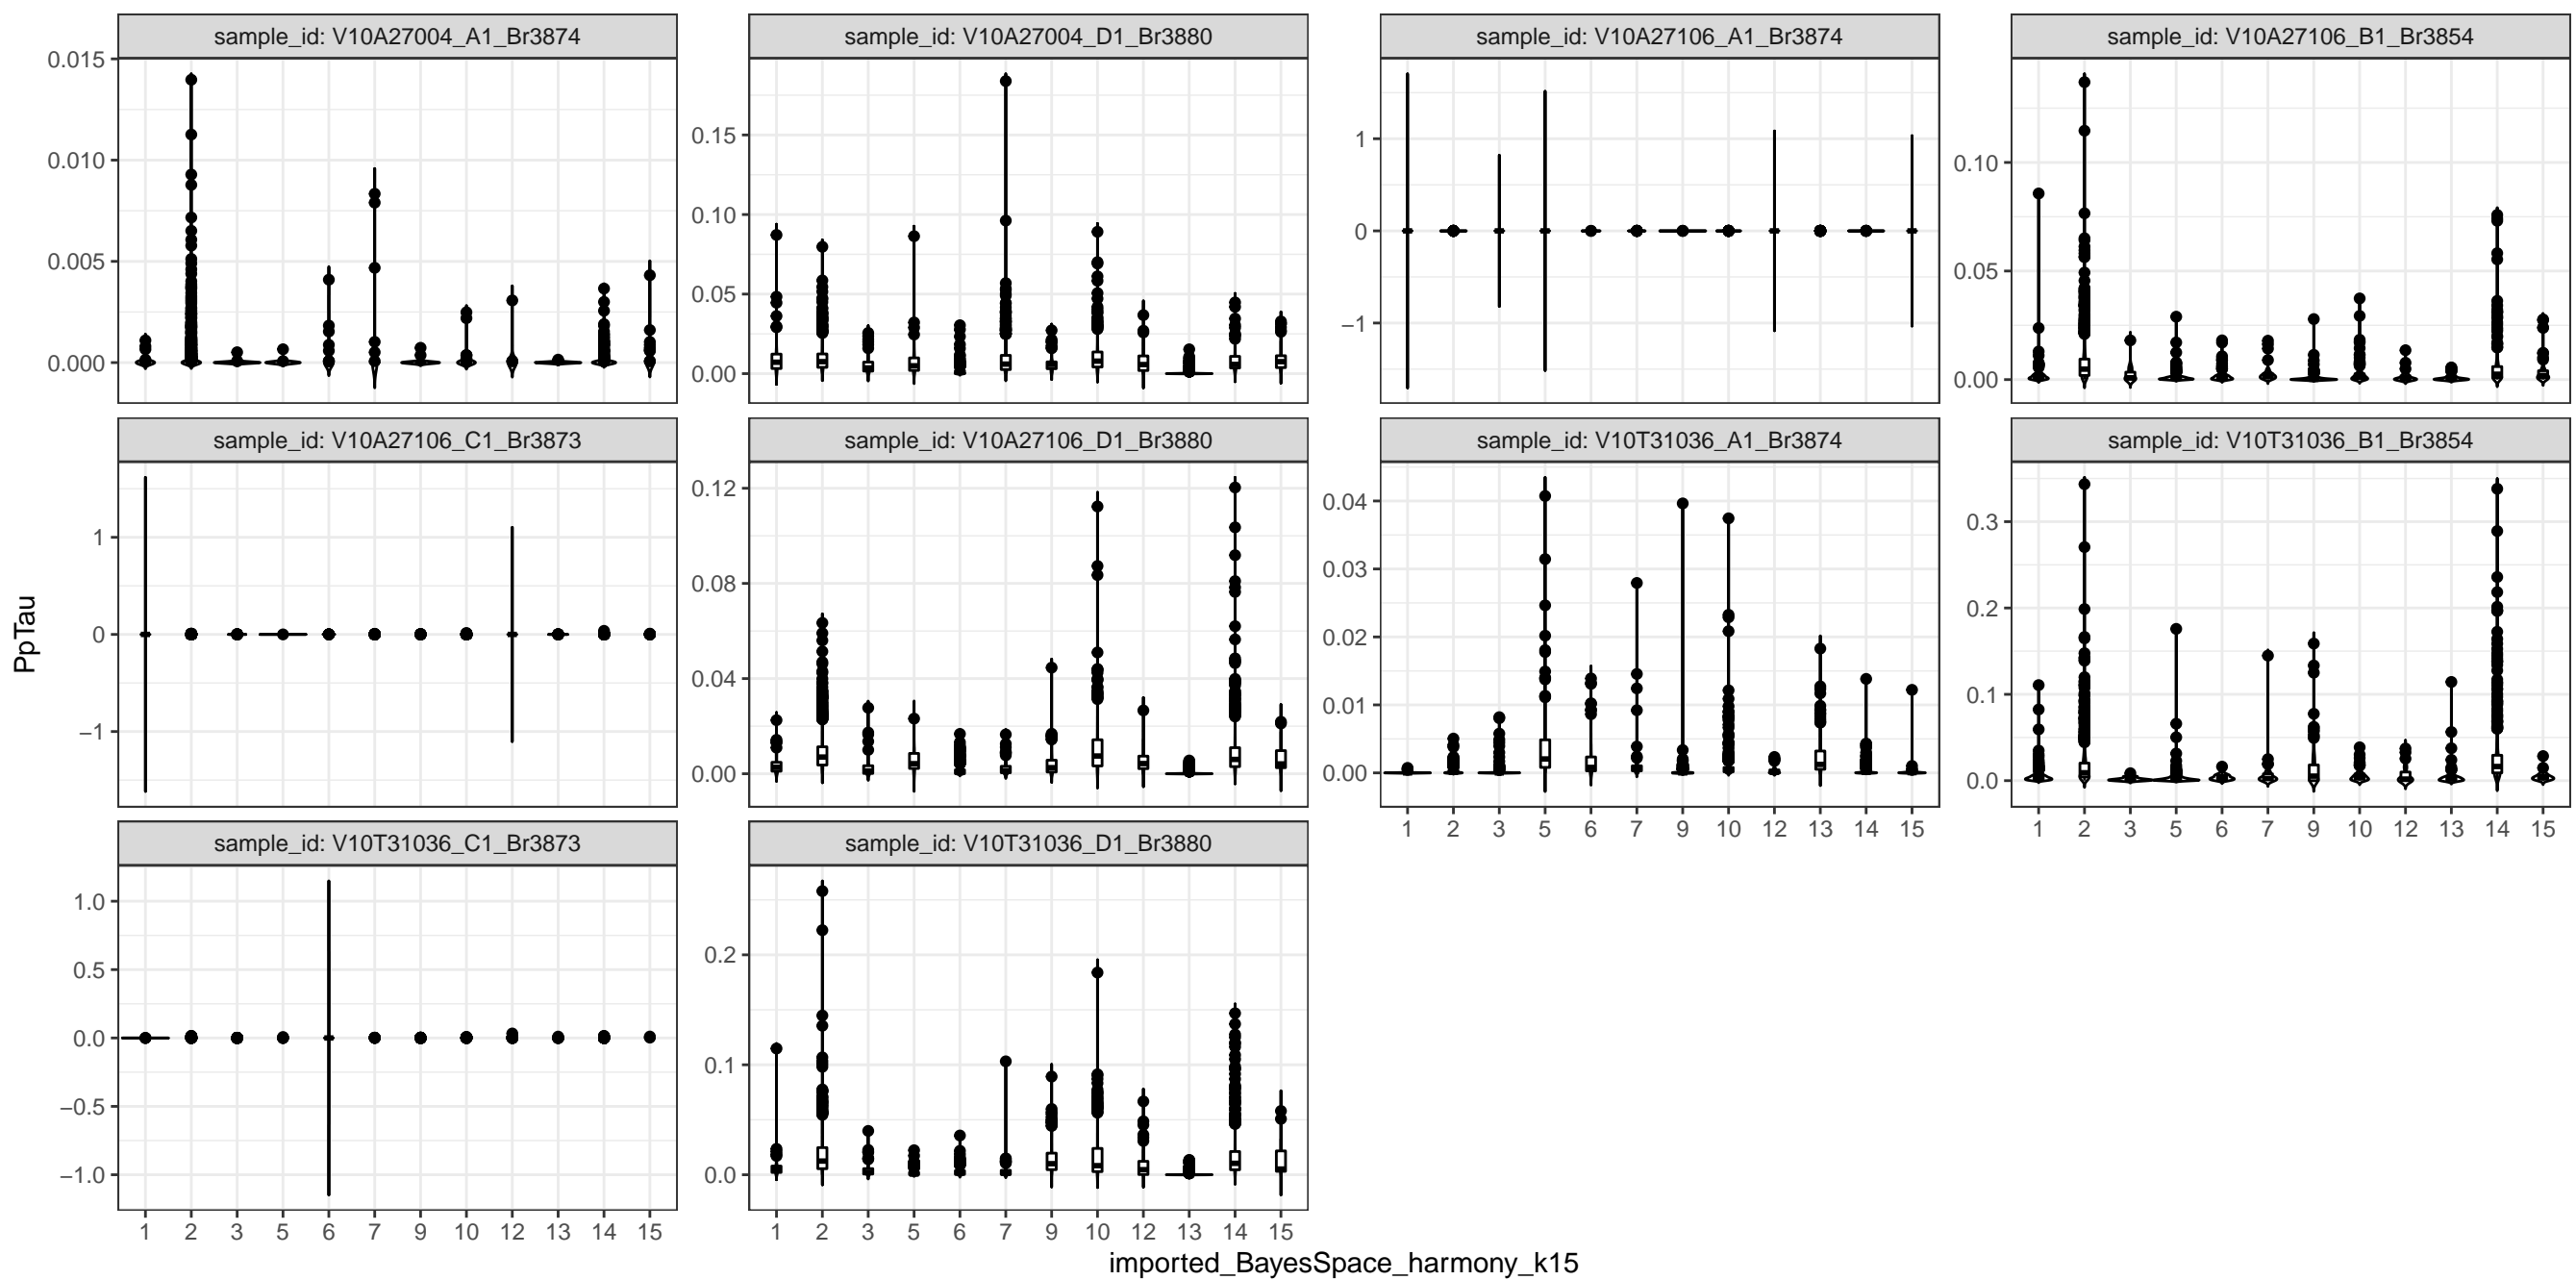 sample_id: V10A27004_A1_Br3874
sample_id: V10A27004_D1_Br3880
sample_id: V10A27106_A1_Br3874
sample_id: V10A27106_B1_Br3854
0.015
0.010
0.005
0.000
0.15
0.10
0.05
0.00
1
0
−1
0.10
0.05
0.00
sample_id: V10A27106_C1_Br3873
sample_id: V10A27106_D1_Br3880
sample_id: V10T31036_A1_Br3874
sample_id: V10T31036_B1_Br3854
PpTau
1
0
−1
0.12
0.08
0.04
0.00
0.04
0.03
0.02
0.01
0.00
0.3
0.2
0.1
0.0
1 2 3 5 6 7 9 10 12 13 14 15
1 2 3 5 6 7 9 10 12 13 14 15
sample_id: V10T31036_C1_Br3873
sample_id: V10T31036_D1_Br3880
1.0
0.5
0.0
−0.5
−1.0
0.2
0.1
0.0
1 2 3 5 6 7 9 10 12 13 14 15
1 2 3 5 6 7 9 10 12 13 14 15
imported_BayesSpace_harmony_k15